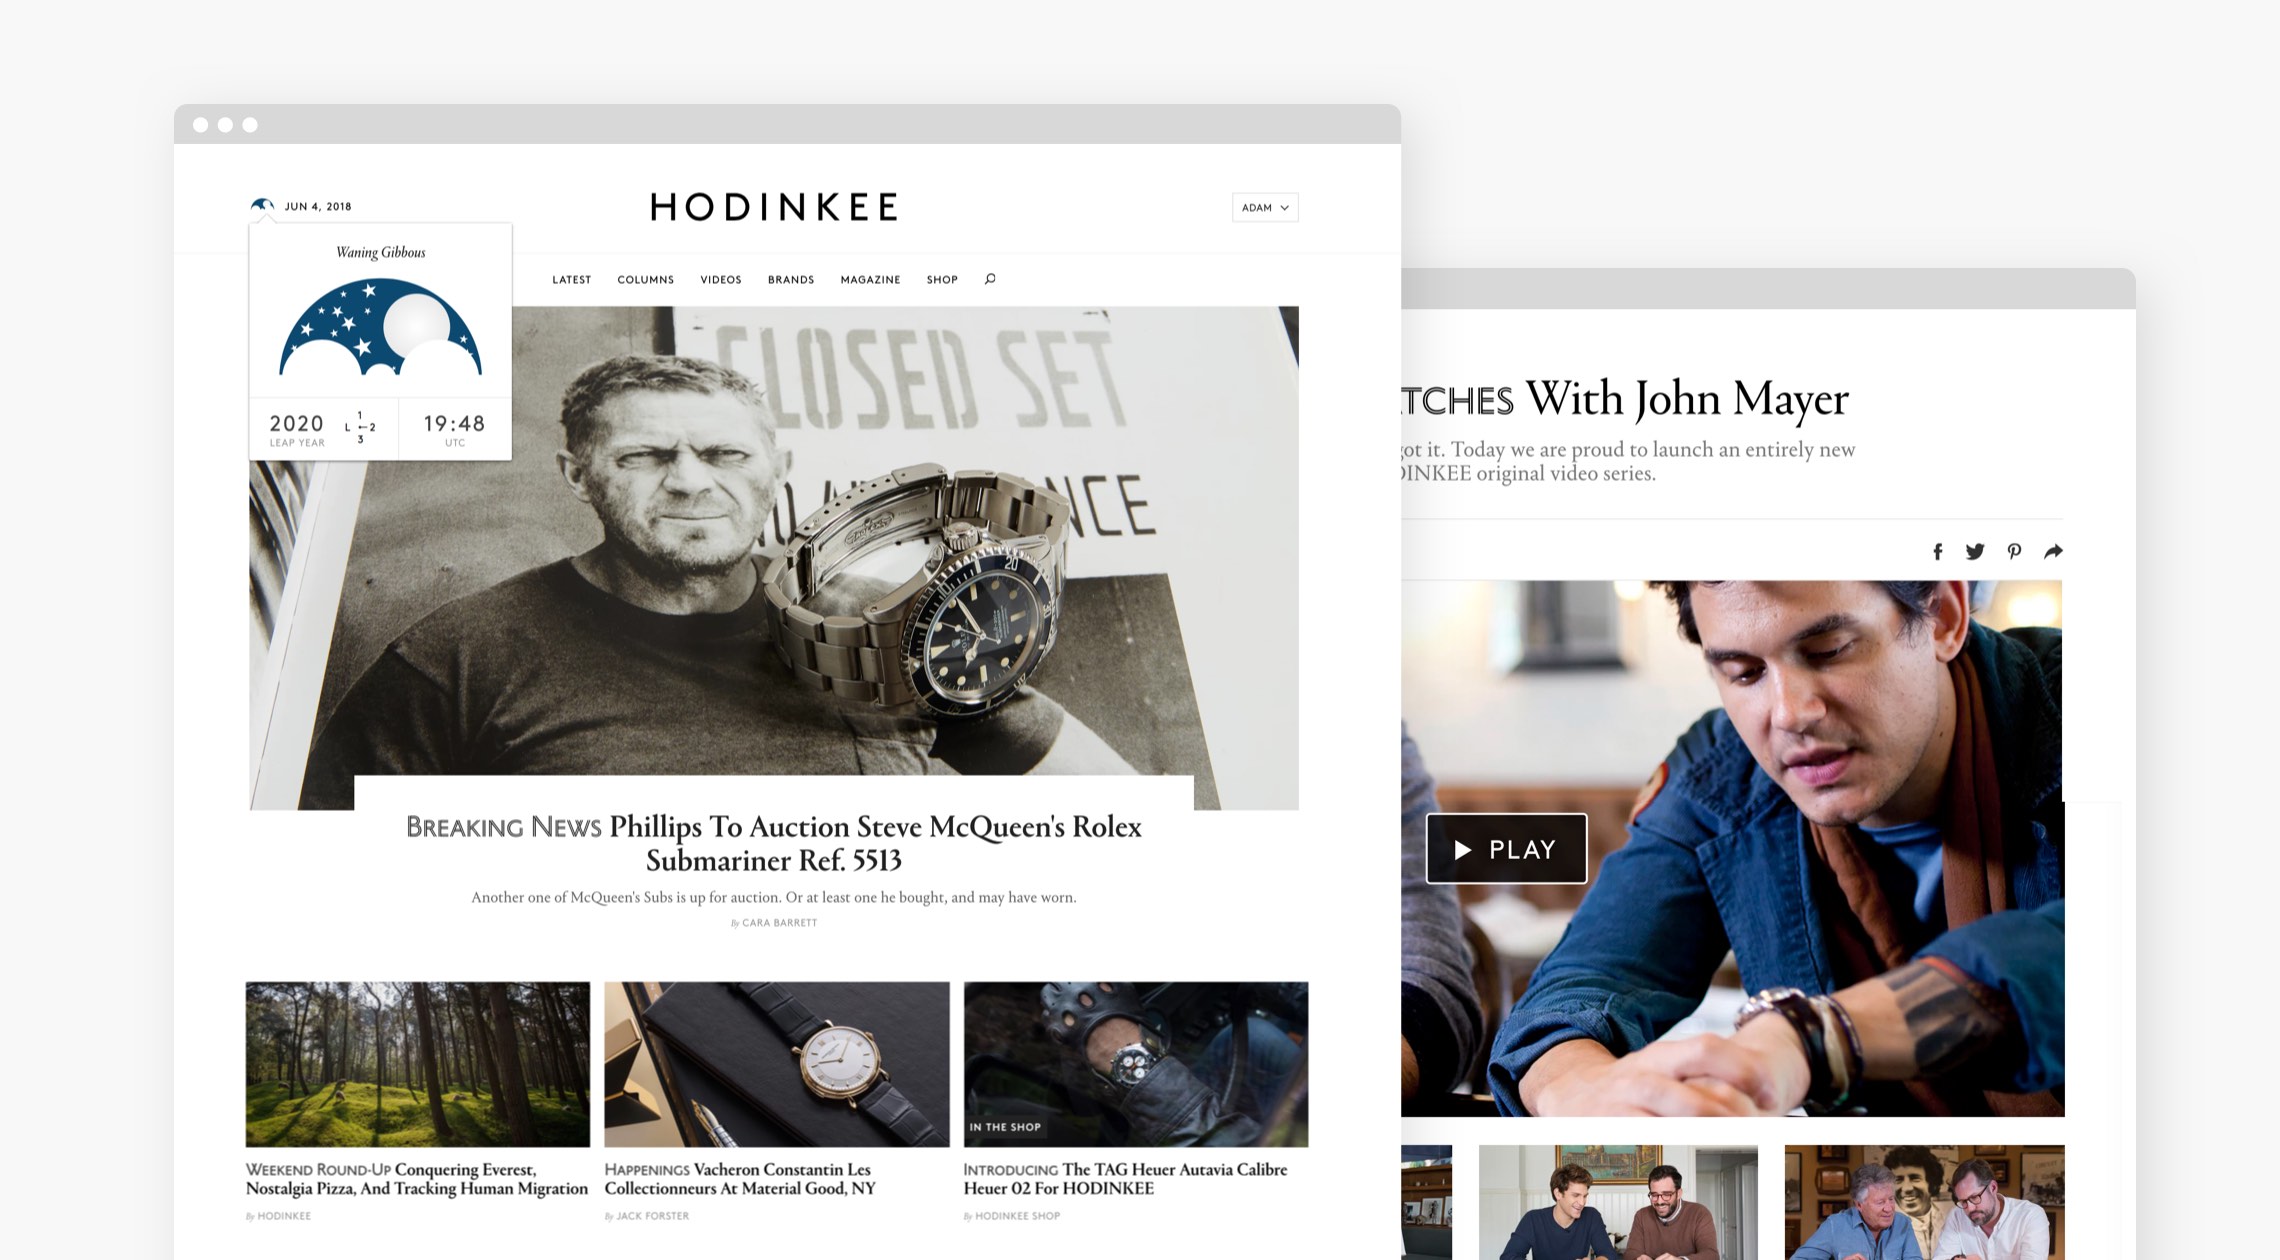 JUN 4, 2018
HODINKEE
ADAM
Waning Gibbous
2020
LEAP YEAR
1
L ←2
3
19:48
UTC
LATEST COLUMNS VIDEOS BRANDS MAGAZINE SHOP
CLOSED SET
NCE
BREAKING NEWS Phillips To Auction Steve McQueen's Rolex
Submariner Ref. 5513
Another one of McQueen's Subs is up for auction. Or at least one he bought, and may have worn.
By CARA BARRETT
IN THE SHOP
WEEKEND ROUND-UP Conquering Everest,
Nostalgia Pizza, And Tracking Human Migration
By HODINKEE
HAPPENINGS Vacheron Constantin Les
Collectionneurs At Material Good, NY
By JACK FORSTER
INTRODUCING The TAG Heuer Autavia Calibre
Heuer 02 For HODINKEE
By HODINKEE SHOP
TCHES With John Mayer
got it. Today we are proud to launch an entirely new
DINKEE original video series.
PLAY